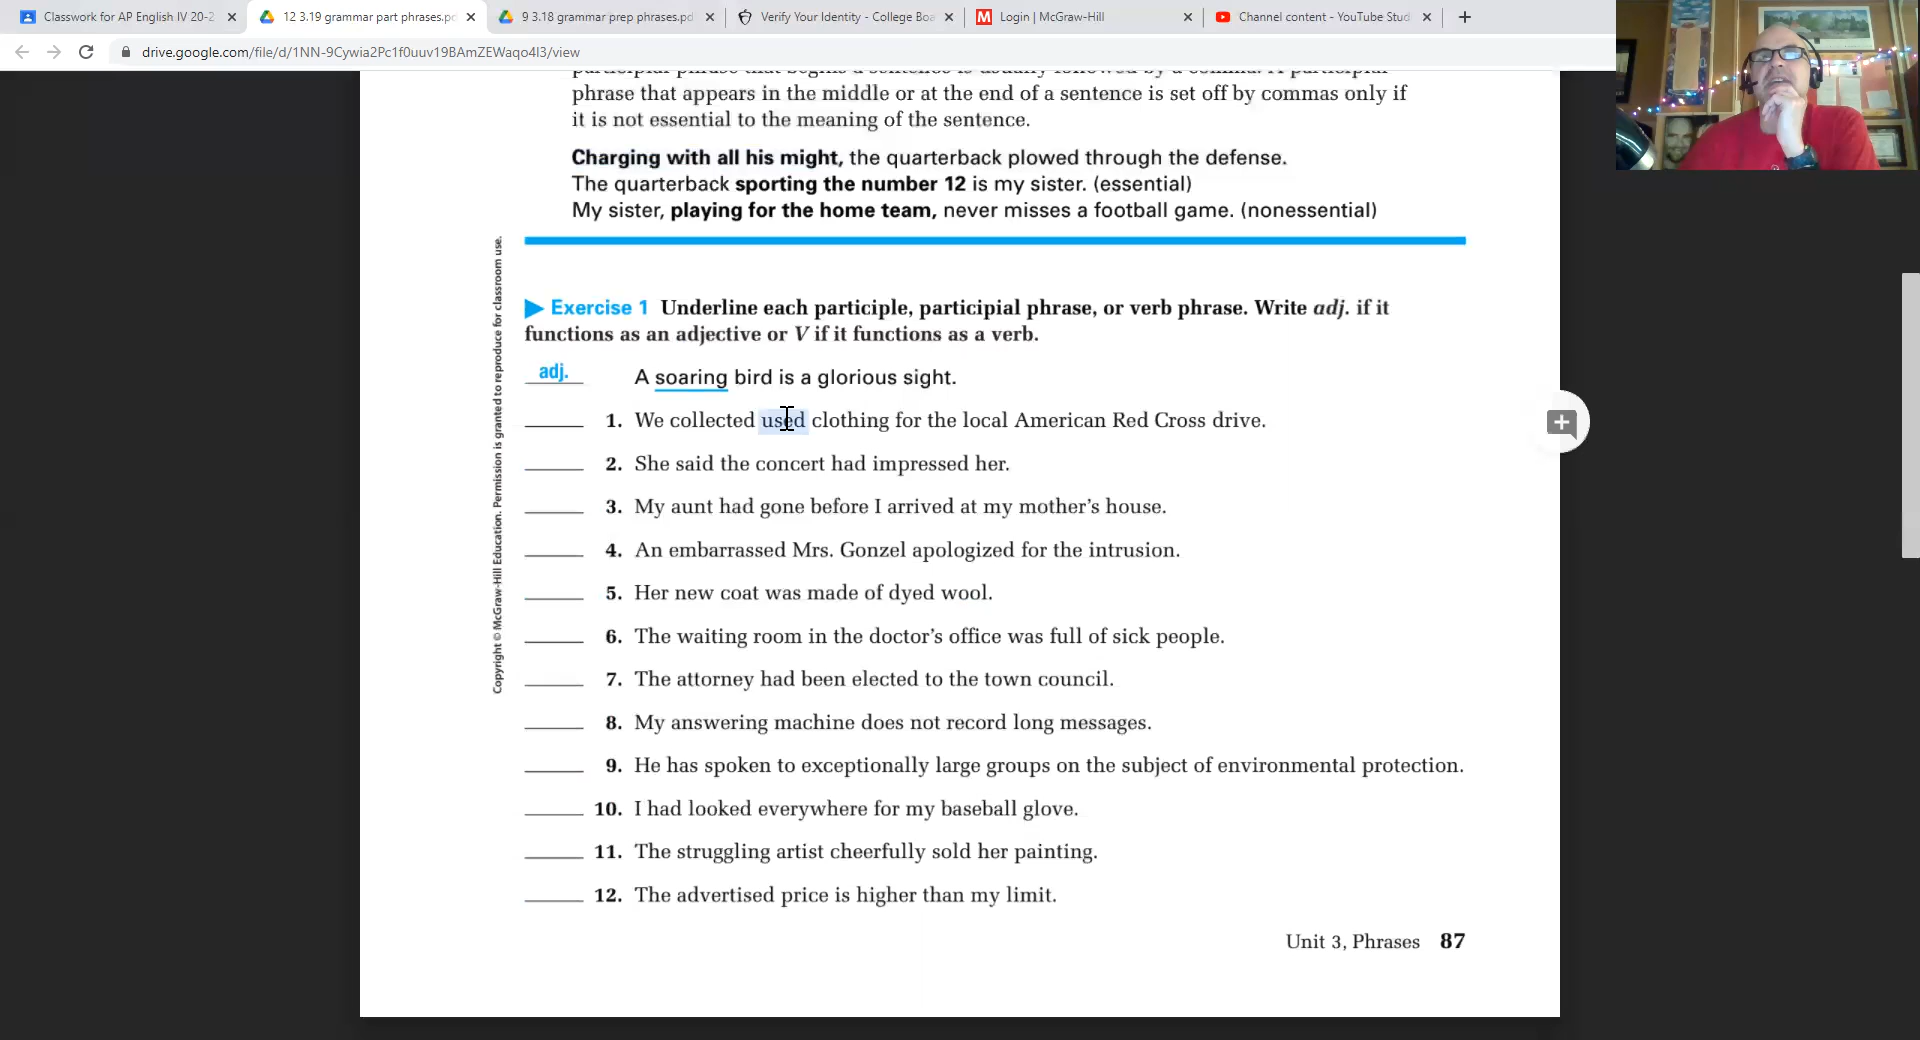 Classwork for AP English IV 20-2
12 3.19 grammar part phrases.pd
9 3.18 grammar prep phrases.pd
Verify Your Identity - College Boa
Login | McGraw-Hill
Channel content - YouTube Stud
drive.google.com/file/d/1NN-9Cywia2Pc1f0uuv19BAmZEWaqo4I3/view
participial phrase that begins a sentence is usually followed by a comma. A participial
phrase that appears in the middle or at the end of a sentence is set off by commas only if
it is not essential to the meaning of the sentence.
Charging with all his might, the quarterback plowed through the defense.
The quarterback sporting the number 12 is my sister. (essential)
My sister, playing for the home team, never misses a football game. (nonessential)
Copyright © McGraw-Hill Education. Permission is granted to reproduce for classroom use.
Exercise 1 Underline each participle, participial phrase, or verb phrase. Write adj. if it
functions as an adjective or V if it functions as a verb.
adj. A soaring bird is a glorious sight.
1. We collected used clothing for the local American Red Cross drive.
2. She said the concert had impressed her.
3. My aunt had gone before I arrived at my mother's house.
4. An embarrassed Mrs. Gonzel apologized for the intrusion.
5. Her new coat was made of dyed wool.
6. The waiting room in the doctor's office was full of sick people.
7. The attorney had been elected to the town council.
8. My answering machine does not record long messages.
9. He has spoken to exceptionally large groups on the subject of environmental protection.
10. I had looked everywhere for my baseball glove.
11. The struggling artist cheerfully sold her painting.
12. The advertised price is higher than my limit.
Unit 3, Phrases 87